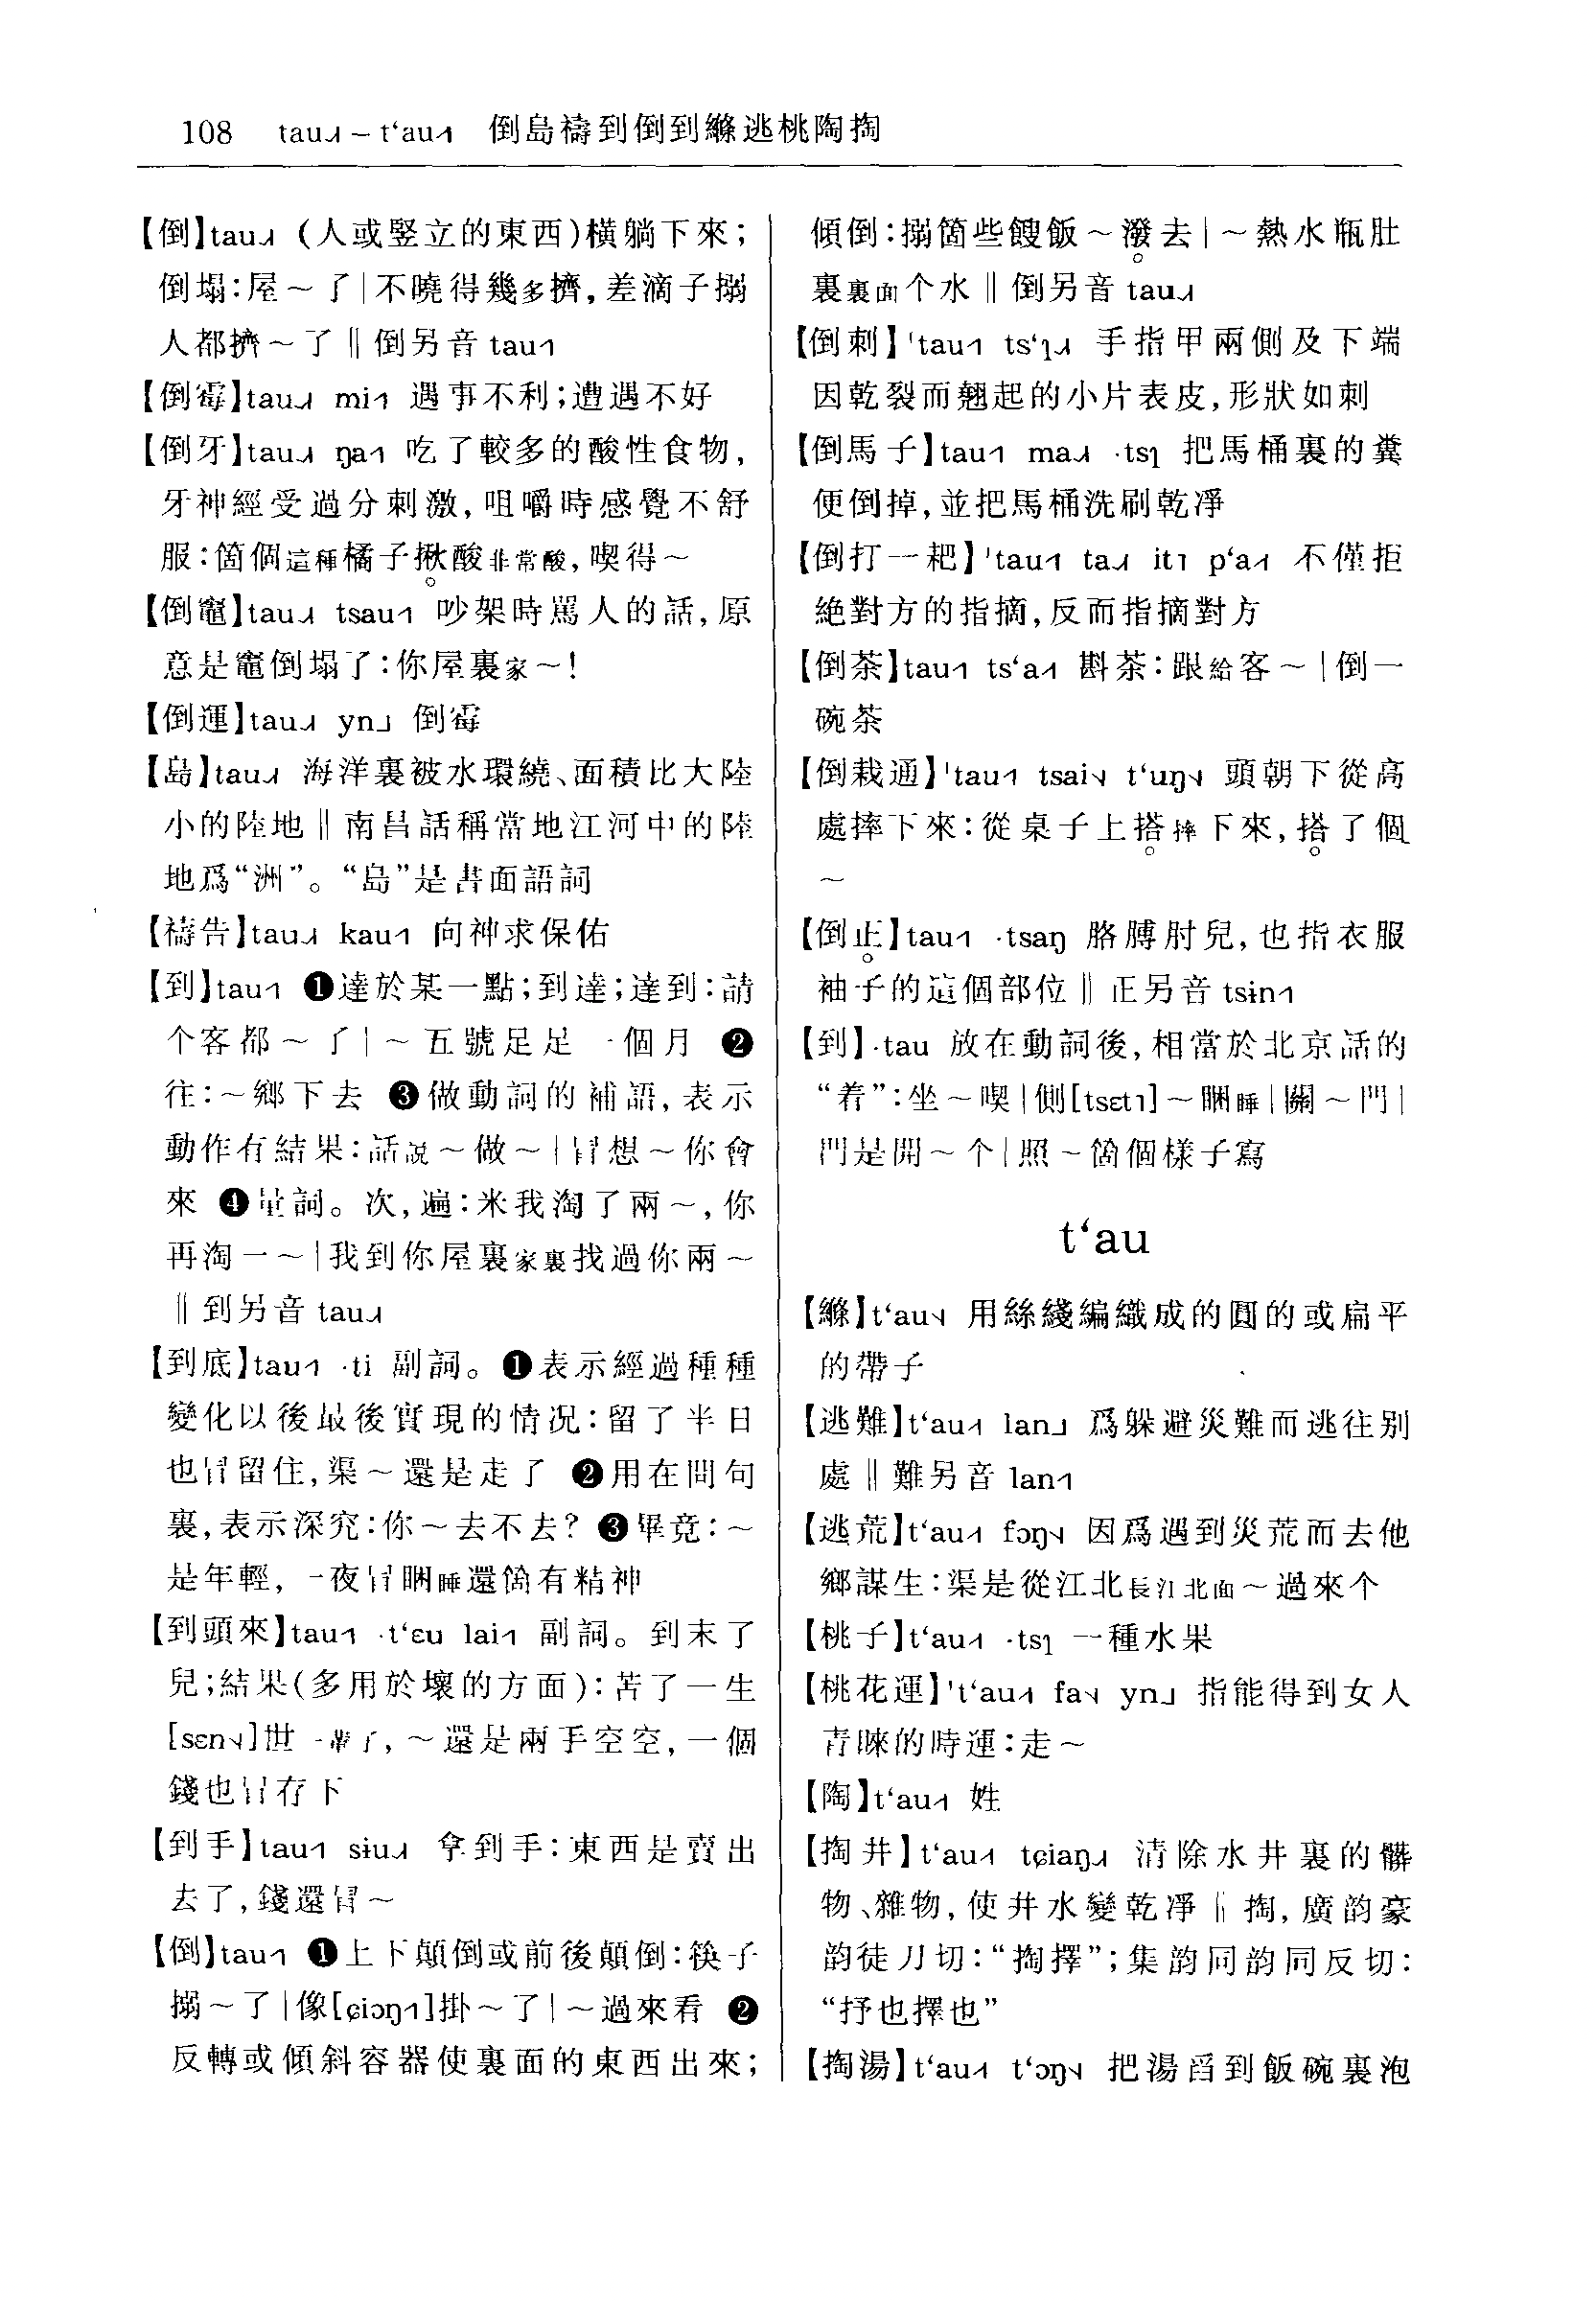 108 tau˩˧ – t‘au˧˥ 倒島禱到倒到縧逃桃陶掏
【倒】tau˩˧ (人或竪立的東西)横躺下來；
倒塌：屋～了|不曉得幾多擠，差滴子搦
人都擠～了‖倒另音 tau˧˥
【倒霉】tau˩˧ mi˧˥ 遇事不利；遭遇不好
【倒牙】tau˩˧ ŋa˧˥ 吃了較多的酸性食物，
牙神經受過分刺激，咀嚼時感覺不舒
服：箇個這種橘子揪酸非常酸，喫得～
【倒竈】tau˩˧ tsau˧˥ 吵架時駡人的話，原
意是竈倒塌了：你屋裏家～！
【倒運】tau˩˧ yn˩ 倒霉
【島】tau˩˧ 海洋裏被水環繞、面積比大陸
小的陸地‖南昌話稱當地江河中的陸
地爲“洲”。“島”是書面語詞
【禱告】tau˩˧ kau˧˥ 向神求保佑
【到】tau˧˥ ❶達於某一點；到達；達到：請
个客都～了|～五號足足一個月 ❷
往：～鄉下去 ❸做動詞的補語，表示
動作有結果：話説～做～|冒想～你會
來 ❹量詞。次，遍：米我淘了兩～，你
再淘一～|我到你屋裏家裏找過你兩～
‖到另音 tau˩˧
【到底】tau˧˥ ·ti 副詞。❶表示經過種種
變化以後最後實現的情况：留了半日
也冒留住，渠～還是走了 ❷用在問句
裏，表示深究：你～去不去？❸畢竟：～
是年輕，一夜冒睏睡還箇有精神
【到頭來】tau˧˥ ·t‘ɛu lai˧˥ 副詞。到末了
兒；結果(多用於壞的方面)：苦了一生
[sɛn˦˨]世一輩子，～還是兩手空空，一個
錢也冒存下
【到手】tau˧˥ sɨu˩˧ 拿到手：東西是賣出
去了，錢還冒～
【倒】tau˧˥ ❶上下顛倒或前後顛倒：筷子
搦～了|像[ɕiɔŋ˧˥]掛～了|～過來看 ❷
反轉或傾斜容器使裏面的東西出來；
傾倒：搦箇些餿飯～潑去|～熱水瓶肚
裏裏面个水‖倒另音 tau˩˧
【倒刺】ˈtau˧˥ ts‘ɿ˩˧ 手指甲兩側及下端
因乾裂而翹起的小片表皮，形狀如刺
【倒馬子】tau˧˥ ma˩˧ ·tsɿ 把馬桶裏的糞
便倒掉，並把馬桶洗刷乾凈
【倒打一耙】ˈtau˧˥ ta˩˧ it˥ p‘a˧˥ 不僅拒
絶對方的指摘，反而指摘對方
【倒茶】tau˧˥ ts‘a˧˥ 斟茶：跟給客～|倒一
碗茶
【倒栽通】ˈtau˧˥ tsai˦˨ t‘uŋ˦˨ 頭朝下從高
處摔下來：從桌子上搭摔下來，搭了個
～
【倒正】tau˧˥ ·tsaŋ 胳膊肘兒，也指衣服
袖子的這個部位‖正另音 tsɨn˧˥
【到】·tau 放在動詞後，相當於北京話的
“着”：坐～喫|側[tsɛt˥]～睏睡|關～門|
門是開～个|照～箇個樣子寫
t‘au
【縧】t‘au˦˨ 用絲綫編織成的圓的或扁平
的帶子
【逃難】t‘au˧˥ lan˩ 爲躲避災難而逃往别
處‖難另音 lan˧˥
【逃荒】t‘au˧˥ fɔŋ˦˨ 因爲遇到災荒而去他
鄉謀生：渠是從江北長江北面～過來个
【桃子】t‘au˧˥ ·tsɿ 一種水果
【桃花運】ˈt‘au˧˥ fa˦˨ yn˩ 指能得到女人
青睞的時運：走～
【陶】t‘au˧˥ 姓
【掏井】t‘au˧˥ tɕiaŋ˩˧ 清除水井裏的髒
物、雜物，使井水變乾凈‖掏，廣韵豪
韵徒刀切：“掏擇”；集韵同韵同反切：
“抒也擇也”
【掏湯】t‘au˧˥ t‘ɔŋ˦˨ 把湯舀到飯碗裏泡